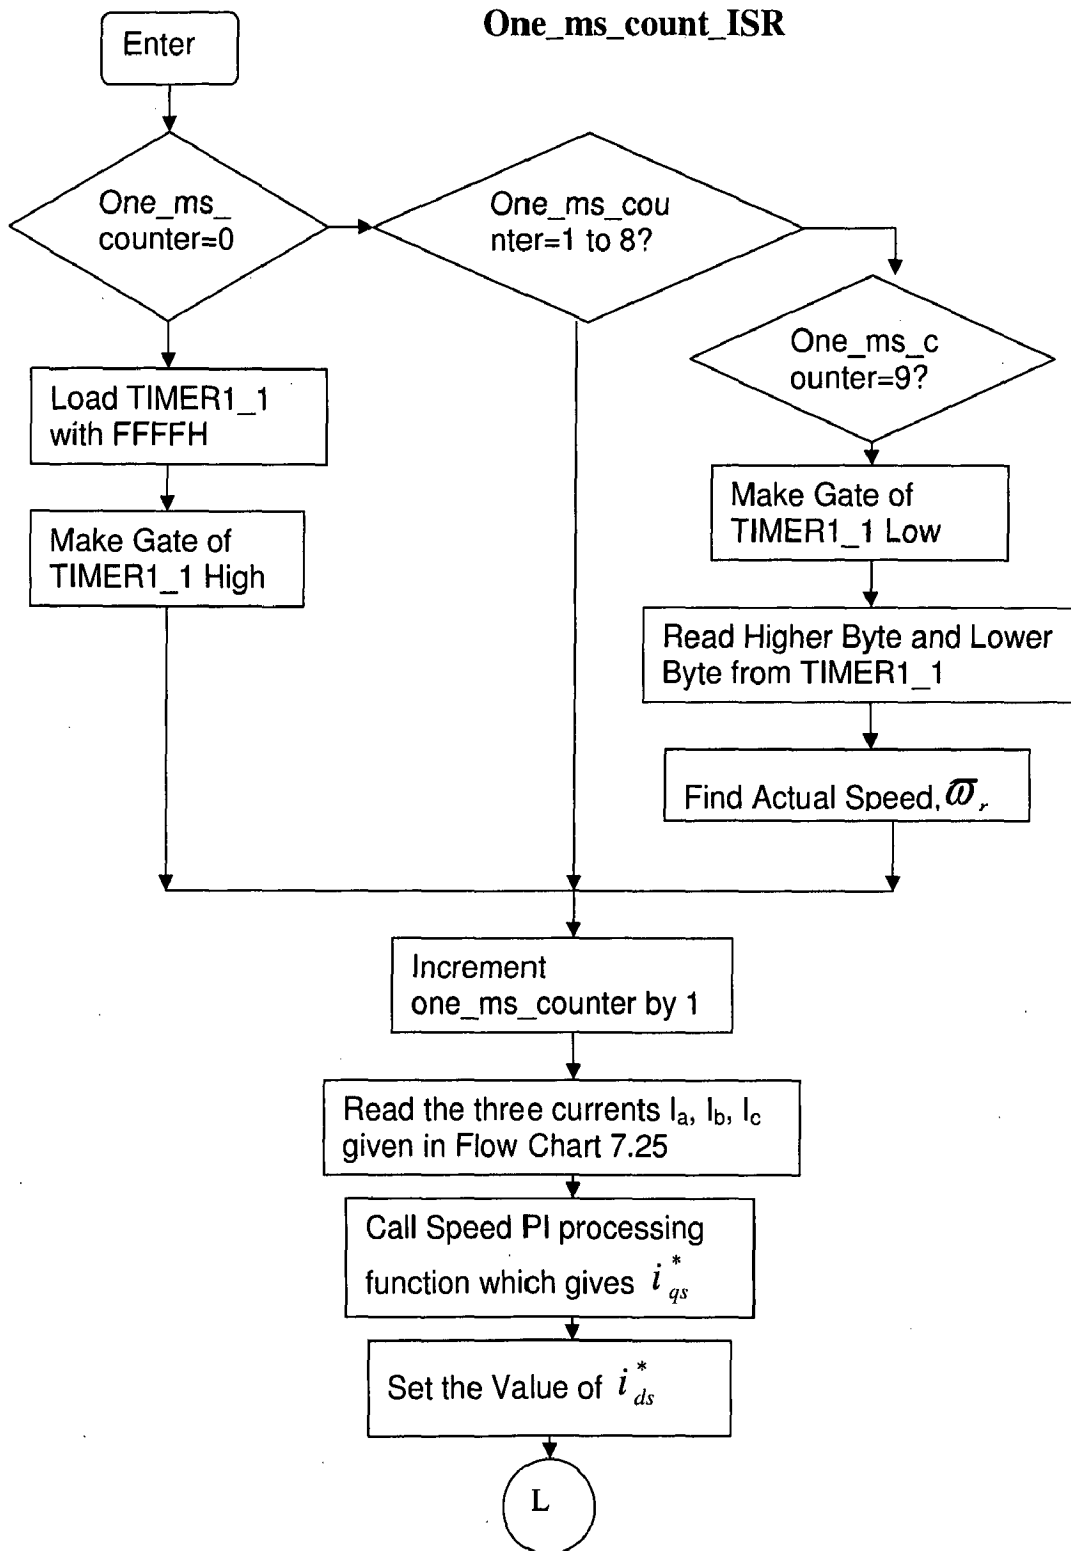 One_ms_count_ISR
Enter
One_ms_
counter=0
One_ms_cou
nter=1 to 8?
One_ms_c
ounter=9?
Load TIMER1_1
with FFFFH
Make Gate of
TIMER1_1 High
Make Gate of
TIMER1_1 Low
Read Higher Byte and Lower
Byte from TIMER1_1
Find Actual Speed, ϖr
Increment
one_ms_counter by 1
Read the three currents Ia, Ib, Ic
given in Flow Chart 7.25
Call Speed PI processing
function which gives i*qs
Set the Value of i*ds
L